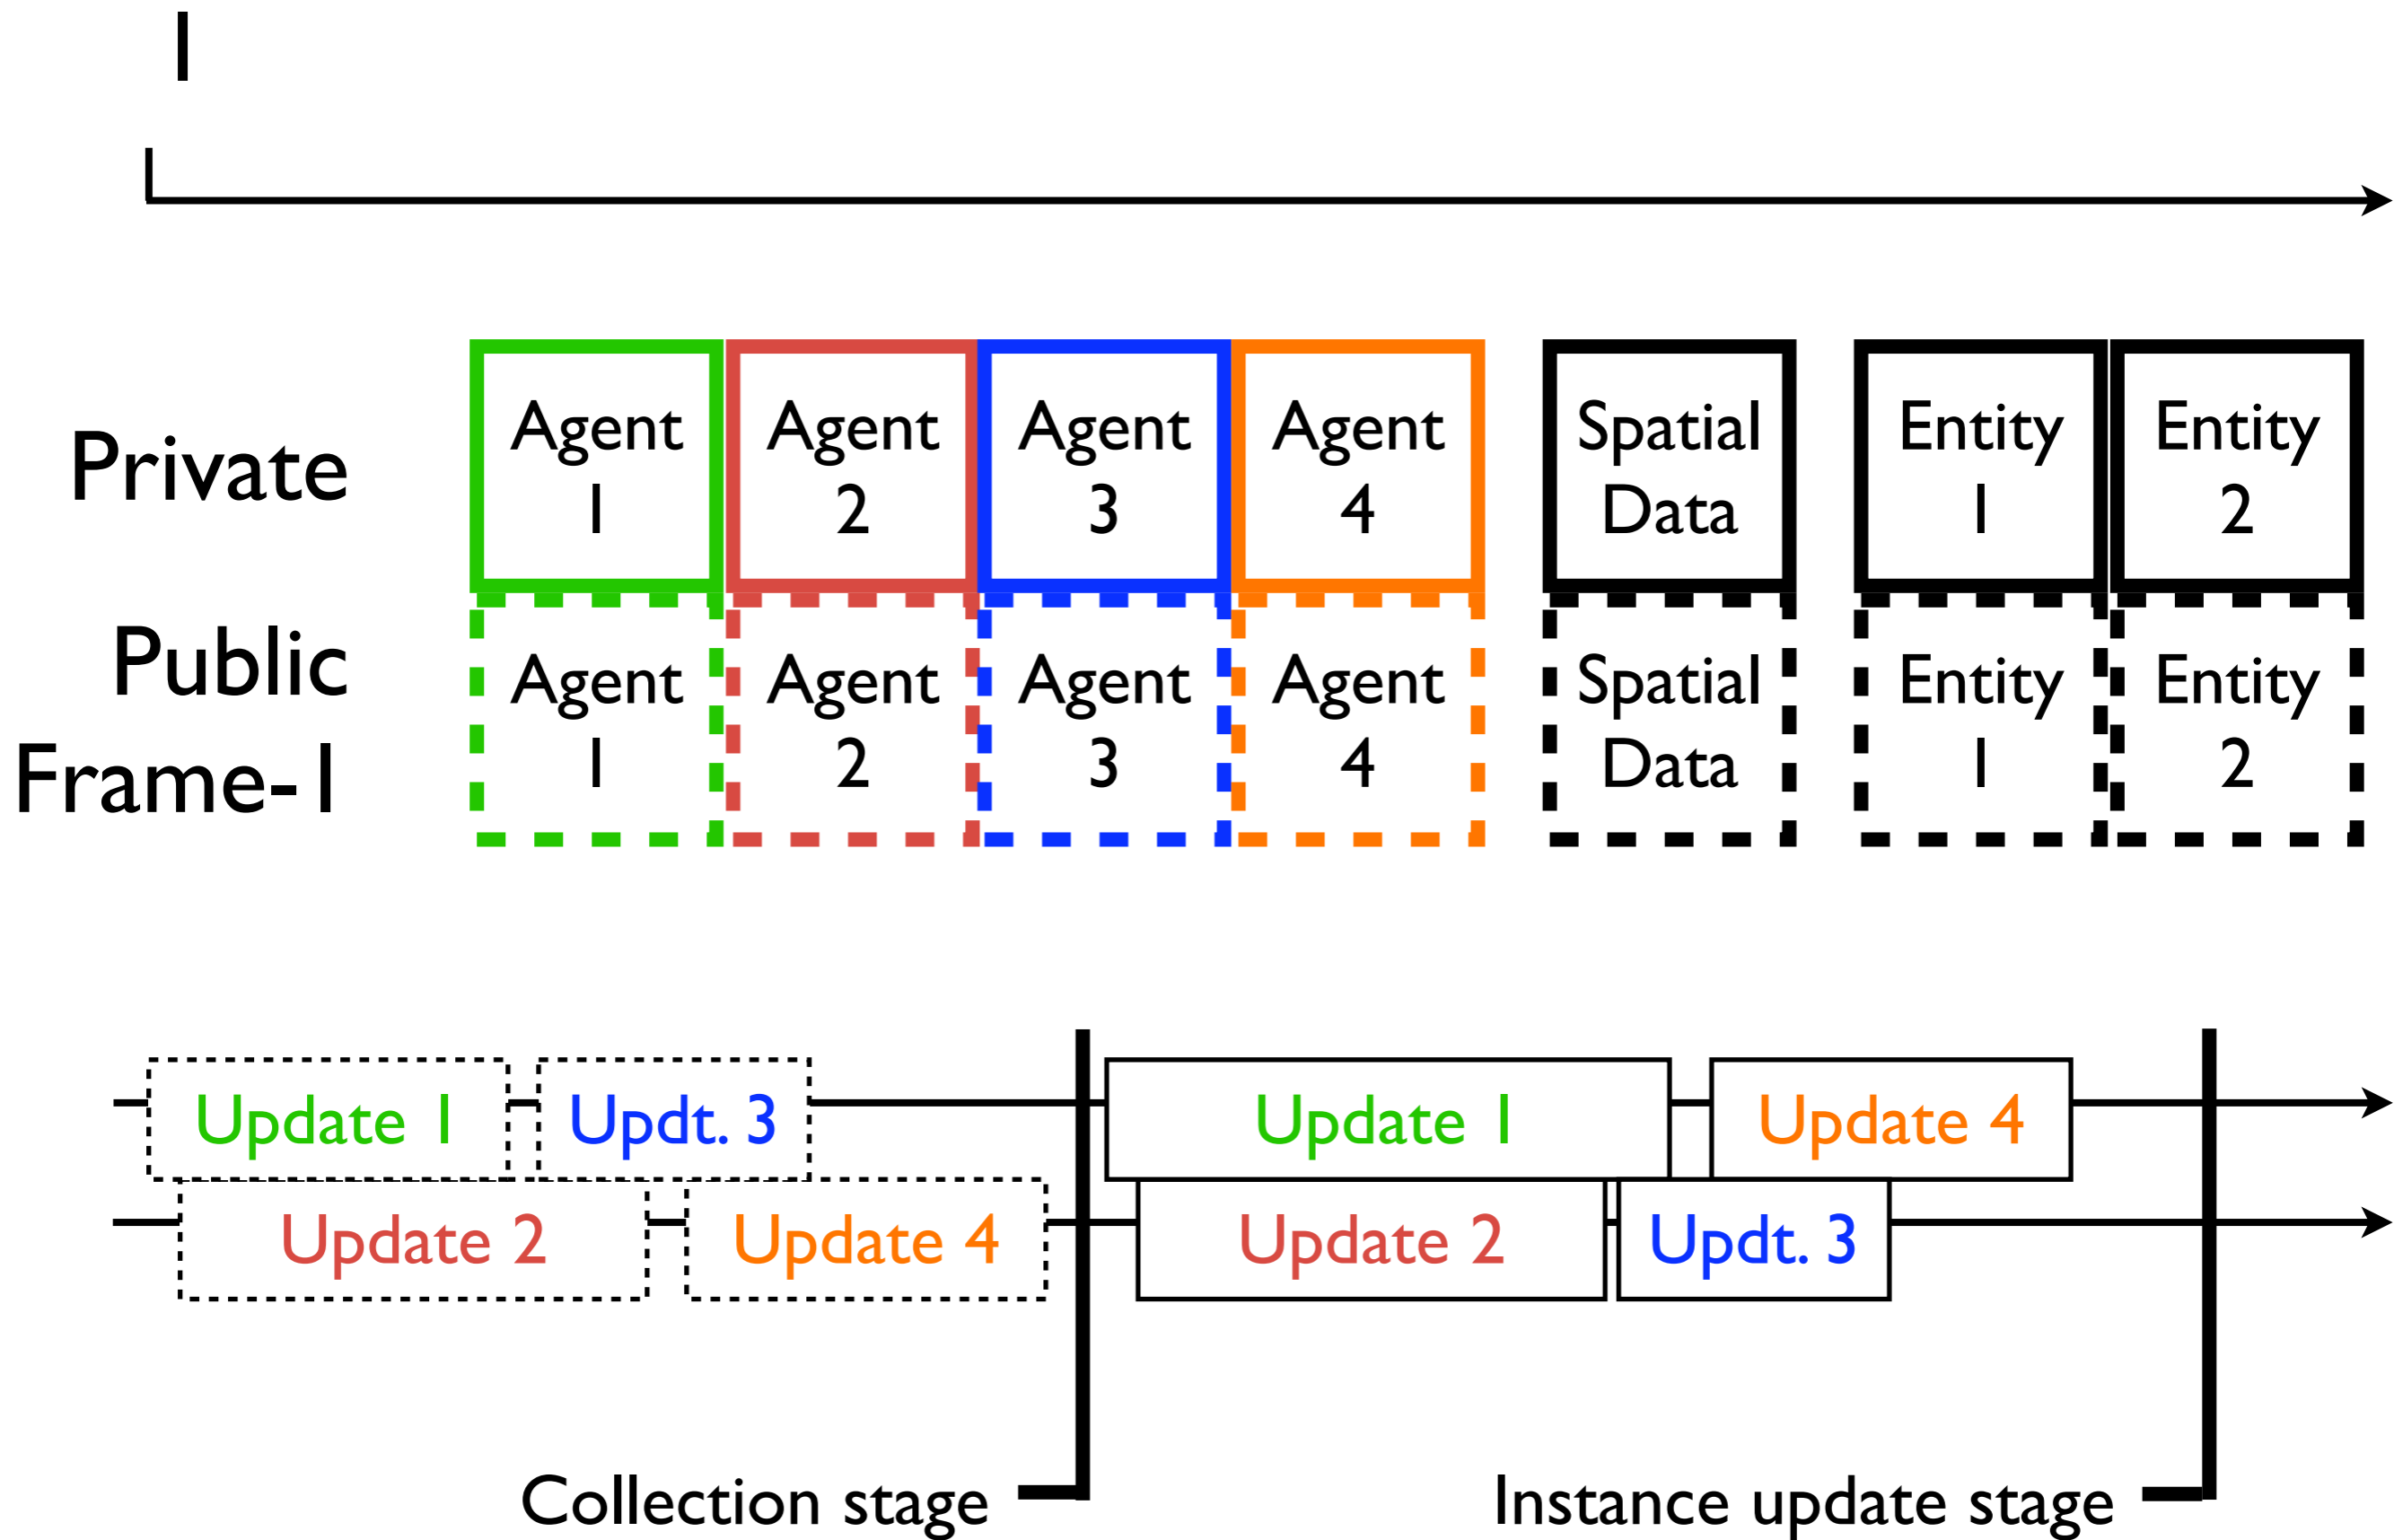 1
Private
Agent 1
Agent 2
Agent 3
Agent 4
Spatial Data
Entity 1
Entity 2
Public
Frame-1
Agent 1
Agent 2
Agent 3
Agent 4
Spatial Data
Entity 1
Entity 2
Update 1
Updt. 3
Update 1
Update 4
Update 2
Update 4
Update 2
Updt. 3
Collection stage
Instance update stage